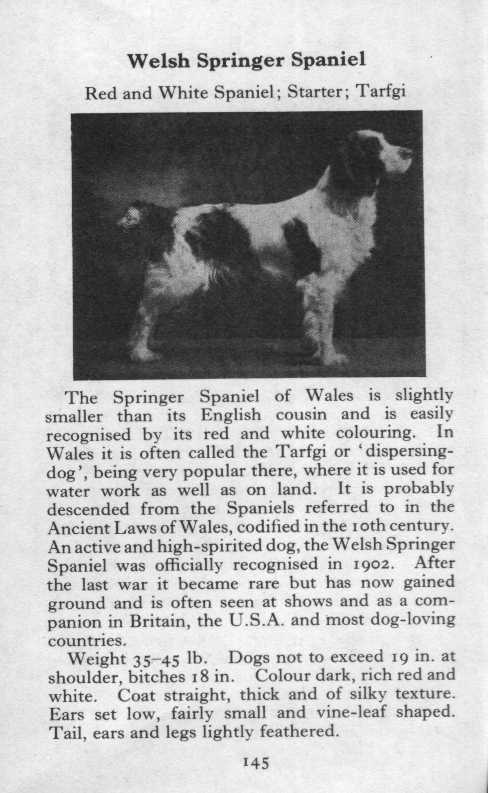 Welsh Springer Spaniel
Red and White Spaniel; Starter; Tarfgi
The Springer Spaniel of Wales is slightly
smaller than its English cousin and is easily
recognised by its red and white colouring. In
Wales it is often called the Tarfgi or ‘dispersing-
dog’, being very popular there, where it is used for
water work as well as on land. It is probably
descended from the Spaniels referred to in the
Ancient Laws of Wales, codified in the 10th century.
An active and high-spirited dog, the Welsh Springer
Spaniel was officially recognised in 1902. After
the last war it became rare but has now gained
ground and is often seen at shows and as a com-
panion in Britain, the U.S.A. and most dog-loving
countries.
Weight 35–45 lb. Dogs not to exceed 19 in. at
shoulder, bitches 18 in. Colour dark, rich red and
white. Coat straight, thick and of silky texture.
Ears set low, fairly small and vine-leaf shaped.
Tail, ears and legs lightly feathered.
145